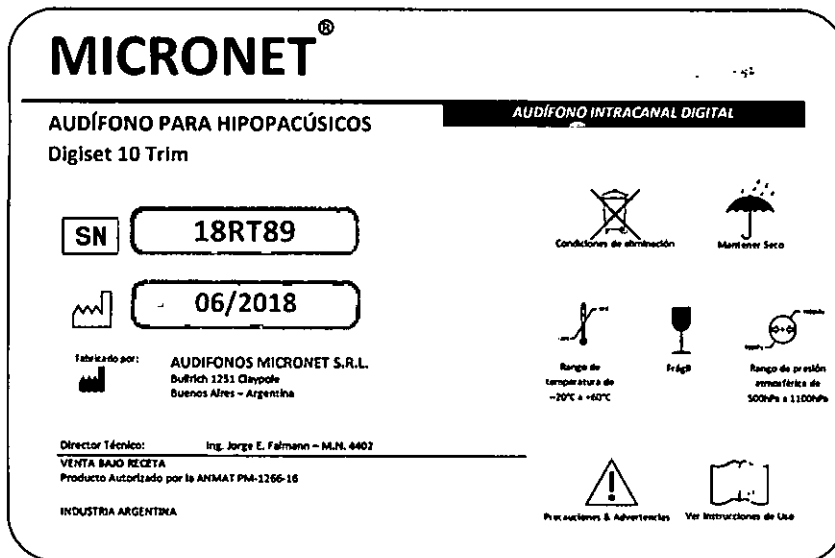 MICRONET®
AUDÍFONO PARA HIPOPACÚSICOS
Digiset 10 Trim
AUDÍFONO INTRACANAL DIGITAL
SN
18RT89
06/2018
Fabricado por:
AUDIFONOS MICRONET S.R.L.
Bullrich 1251 Claypole
Buenos Aires – Argentina
Director Técnico: Ing. Jorge E. Falmann – M.N. 4402
VENTA BAJO RECETA
Producto Autorizado por la ANMAT PM-1266-16
INDUSTRIA ARGENTINA
Condiciones de eliminación
Mantener Seco
Rango de
temperatura de
–20°C a +60°C
Frágil
Rango de presión
atmosférica de
500hPa a 1100hPa
Precauciones & Advertencias
Ver Instrucciones de Uso